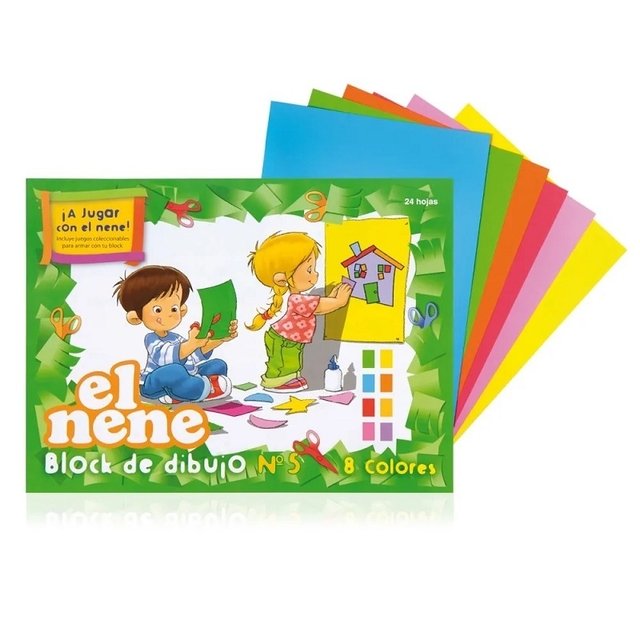 ¡A Jugar
con el nene!
Incluye juegos coleccionables
para armar con tu block
24 hojas
el
nene
Block de dibujo Nº5
8 colores